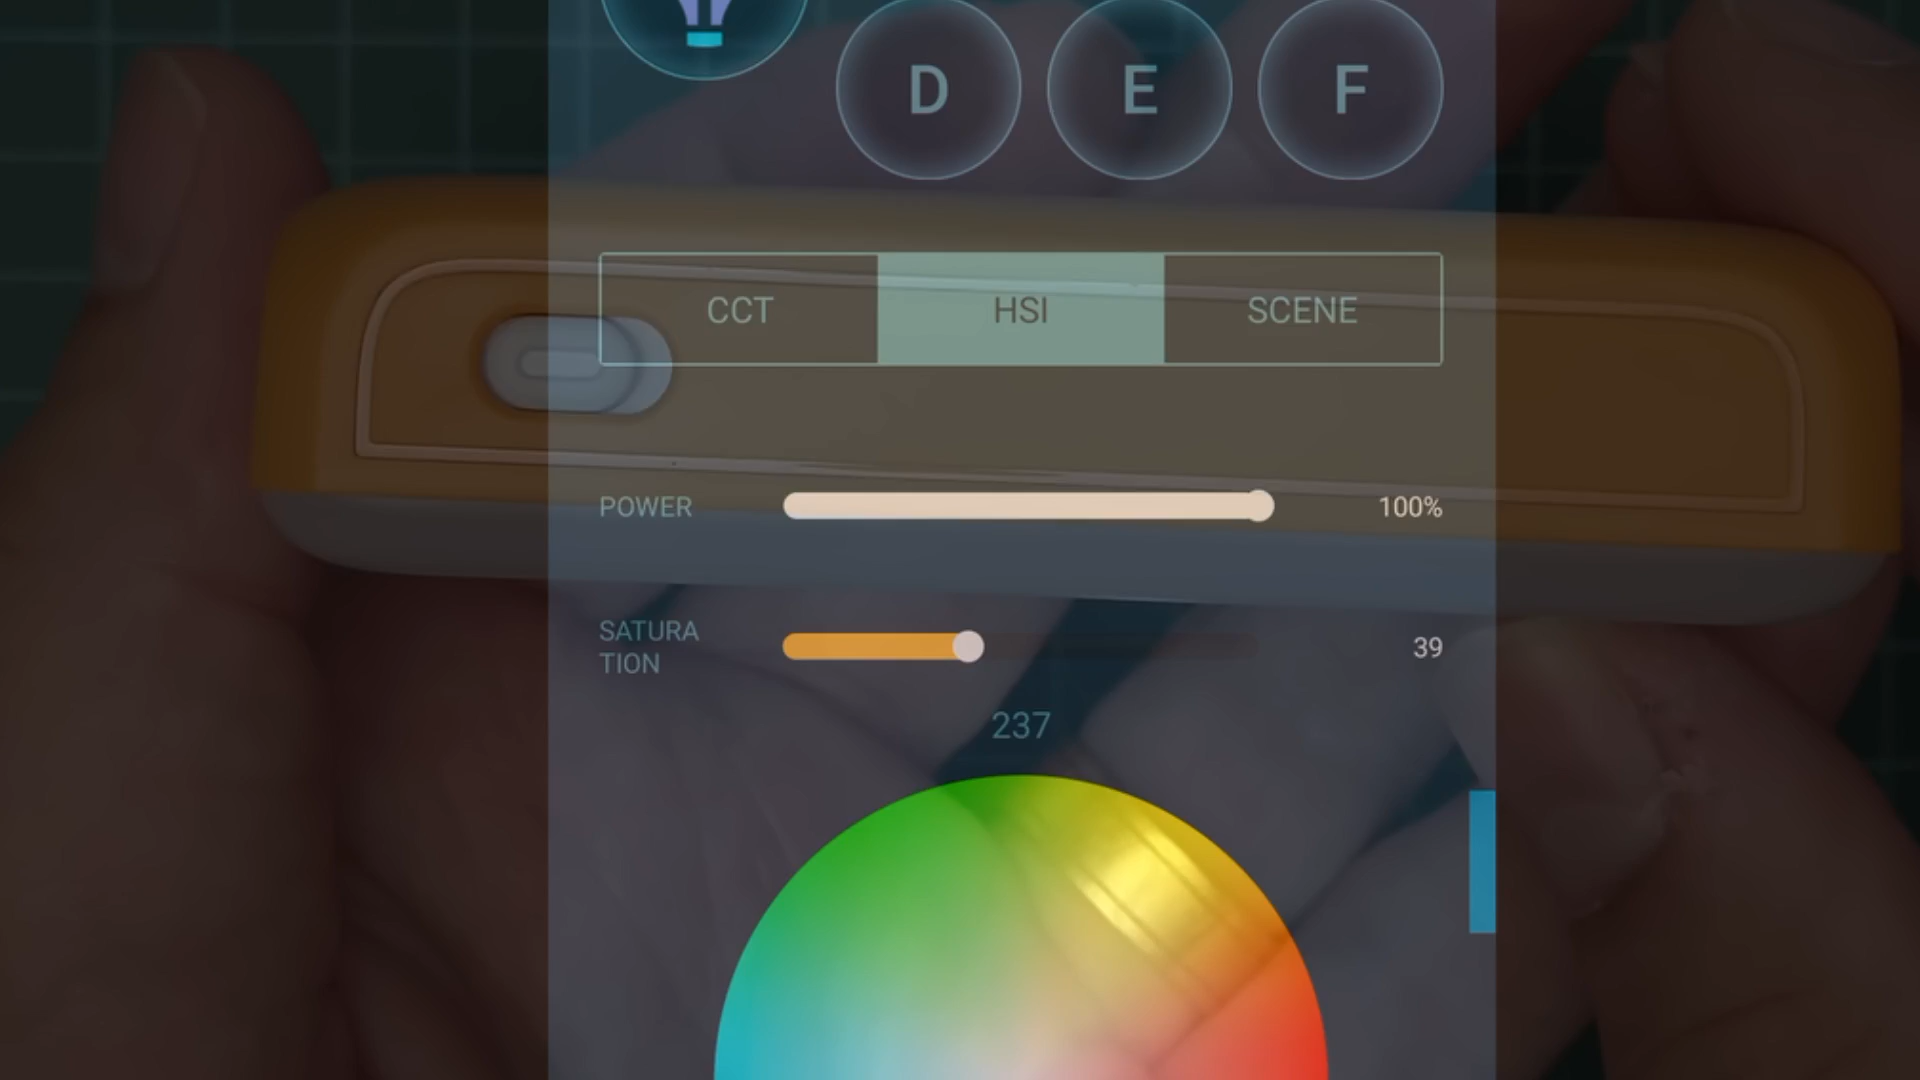 D E F
CCT HSI SCENE
POWER 100%
SATURA
TION 39
237